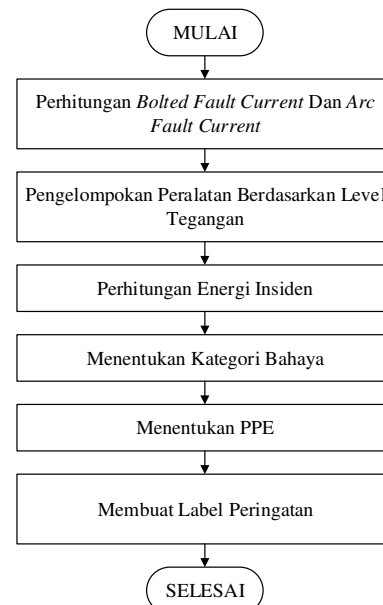 MULAI
Perhitungan Bolted Fault Current Dan Arc
Fault Current
Pengelompokan Peralatan Berdasarkan Level
Tegangan
Perhitungan Energi Insiden
Menentukan Kategori Bahaya
Menentukan PPE
Membuat Label Peringatan
SELESAI